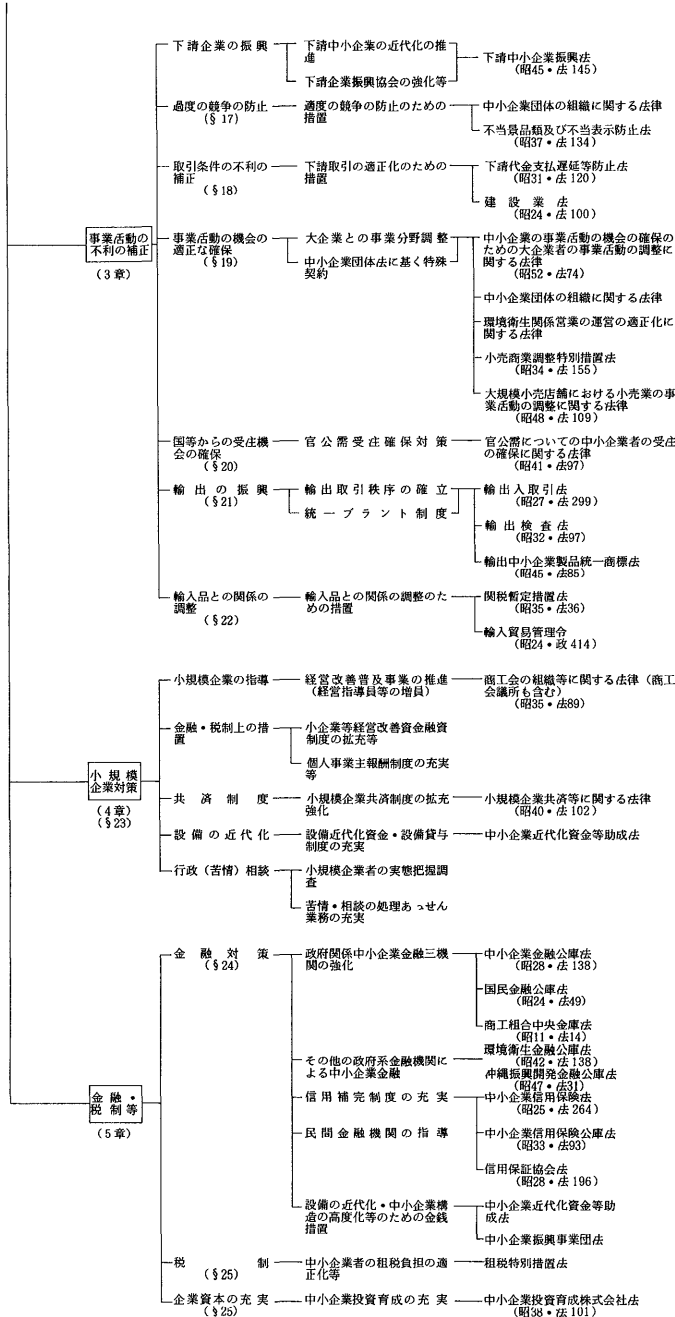 下請企業の振興
下請中小企業の近代化の推
進
下請企業振興協会の強化等
下請中小企業振興法
(昭45・法145)
過度の競争の防止
(§17)
適度の競争の防止のための
措置
中小企業団体の組織に関する法律
不当景品類及び不当表示防止法
(昭37・法134)
取引条件の不利の
補正
(§18)
下請取引の適正化のための
措置
下請代金支払遅延等防止法
(昭31・法120)
建設業法
(昭24・法100)
事業活動の
不利の補正
(3章)
事業活動の機会の
適正な確保
(§19)
大企業との事業分野調整
中小企業団体法に基く特殊
契約
中小企業の事業活動の機会の確保の
ための大企業者の事業活動の調整に
関する法律
(昭52・法74)
中小企業団体の組織に関する法律
環境衛生関係営業の運営の適正化に
関する法律
小売商業調整特別措置法
(昭34・法155)
大規模小売店舗における小売業の事
業活動の調整に関する法律
(昭48・法109)
国等からの受注機
会の確保
(§20)
官公需受注確保対策
官公需についての中小企業者の受注
の確保に関する法律
(昭41・法97)
輸出の振興
(§21)
輸出取引秩序の確立
統一ブラント制度
輸出入取引法
(昭27・法299)
輸出検査法
(昭32・法97)
輸出中小企業製品統一商標法
(昭45・法85)
輸入品との関係の
調整
(§22)
輸入品との関係の調整のた
めの措置
関税暫定措置法
(昭35・法36)
輸入貿易管理令
(昭24・政414)
小規模企業の指導
経営改善普及事業の推進
(経営指導員等の増員)
商工会の組織等に関する法律(商工
会議所も含む)
(昭35・法89)
金融・税制上の措
置
小企業等経営改善資金融資
制度の拡充等
個人事業主報酬制度の充実
等
小規模
企業対策
(4章)
(§23)
共済制度
小規模企業共済制度の拡充
強化
小規模企業共済等に関する法律
(昭40・法102)
設備の近代化
設備近代化資金・設備貸与
制度の充実
中小企業近代化資金等助成法
行政(苦情)相談
小規模企業者の実態把握調
査
苦情・相談の処理あっせん
業務の充実
金融対策
(§24)
政府関係中小企業金融三機
関の強化
中小企業金融公庫法
(昭28・法138)
国民金融公庫法
(昭24・法49)
商工組合中央金庫法
(昭11・法14)
その他の政府系金融機関に
よる中小企業金融
環境衛生金融公庫法
(昭42・法138)
沖縄振興開発金融公庫法
(昭47・法31)
金融・
税制等
(5章)
信用補完制度の充実
中小企業信用保険法
(昭25・法264)
民間金融機関の指導
中小企業信用保険公庫法
(昭33・法93)
信用保証協会法
(昭28・法196)
設備の近代化・中小企業構
造の高度化等のための金銭
措置
中小企業近代化資金等助
成法
中小企業振興事業団法
税制
(§25)
中小企業者の租税負担の適
正化等
租税特別措置法
企業資本の充実
(§25)
中小企業投資育成の充実
中小企業投資育成株式会社法
(昭38・法101)